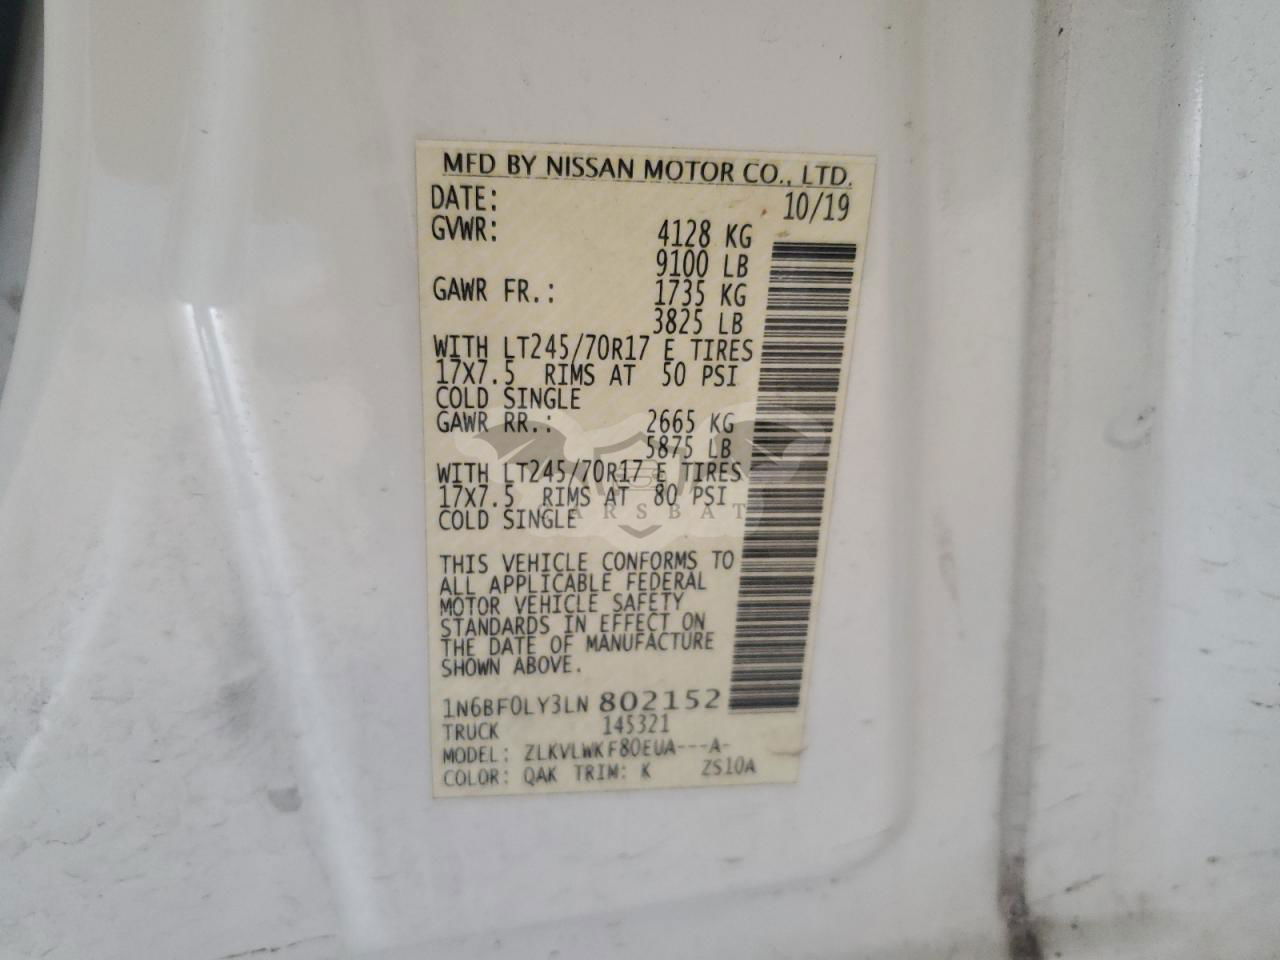 MFD BY NISSAN MOTOR CO., LTD.
DATE: 10/19
GVWR: 4128 KG
9100 LB
GAWR FR.: 1735 KG
3825 LB
WITH LT245/70R17 E TIRES
17X7.5 RIMS AT 50 PSI
COLD SINGLE
GAWR RR.: 2665 KG
5875 LB
WITH LT245/70R17 E TIRES
17X7.5 RIMS AT 80 PSI
COLD SINGLE
CARSBAT
THIS VEHICLE CONFORMS TO
ALL APPLICABLE FEDERAL
MOTOR VEHICLE SAFETY
STANDARDS IN EFFECT ON
THE DATE OF MANUFACTURE
SHOWN ABOVE.
1N6BF0LY3LN 802152
TRUCK 145321
MODEL: ZLKVLWKF80EUA---A-
COLOR: QAK TRIM: K ZS10A